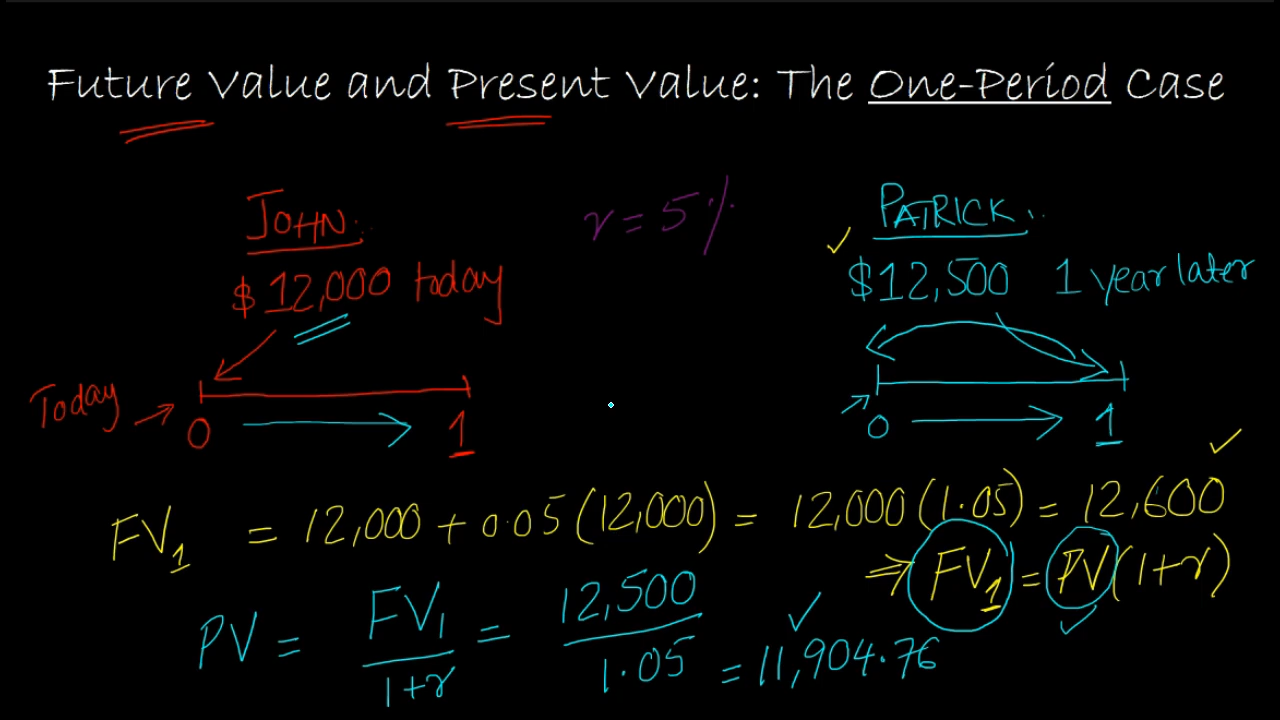 Future Value and Present Value: The One-Period Case
JOHN:
$12,000 today
r = 5%
PATRICK:
$12,500 1 year later
Today
0
1
0
1
FV1 = 12,000 + 0.05 (12,000) = 12,000 (1.05) = 12,600
⇒ FV1 = PV (1+r)
PV = FV1 / 1+r = 12,500 / 1.05 = 11,904.76